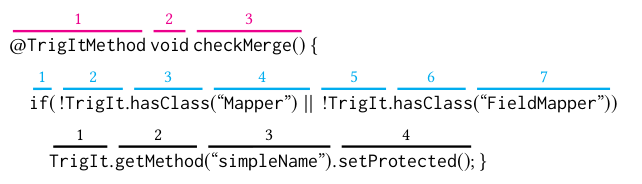 1 2 3
@TrigItMethod void checkMerge() {
1 2 3 4 5 6 7
if( !TrigIt.hasClass(“Mapper”) || !TrigIt.hasClass(“FieldMapper”))
1 2 3 4
TrigIt.getMethod(“simpleName”).setProtected(); }